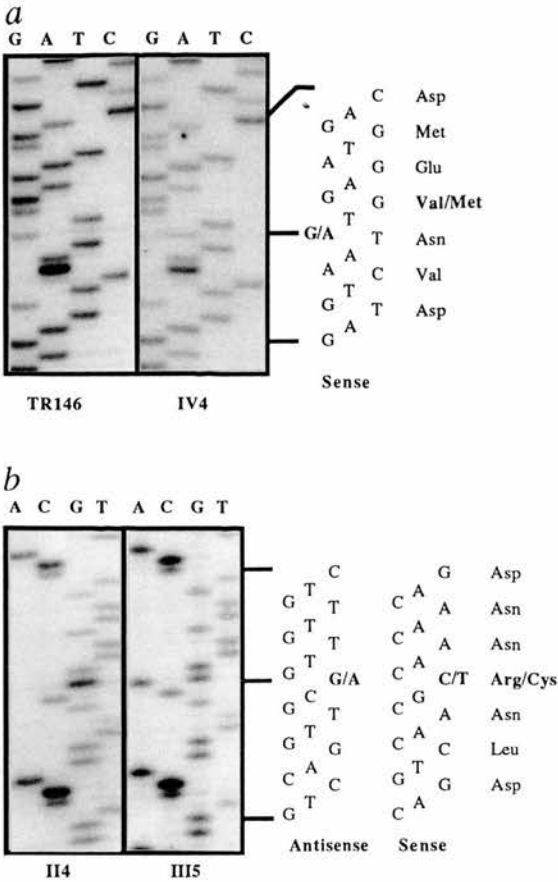 a
G A T C G A T C
C Asp
A
G G Met
T
A G Glu
A
G G Val/Met
T
G/A T Asn
A
A C Val
T
G T Asp
A
G
Sense
TR146 IV4
b
A C G T A C G T
C G Asp
T A
G T C A Asn
T A
G T C A Asn
T A
G G/A C C/T Arg/Cys
C G
G T C A Asn
T A
G G C C Leu
A T
C C G G Asp
T A
G C
Antisense Sense
II4 III5